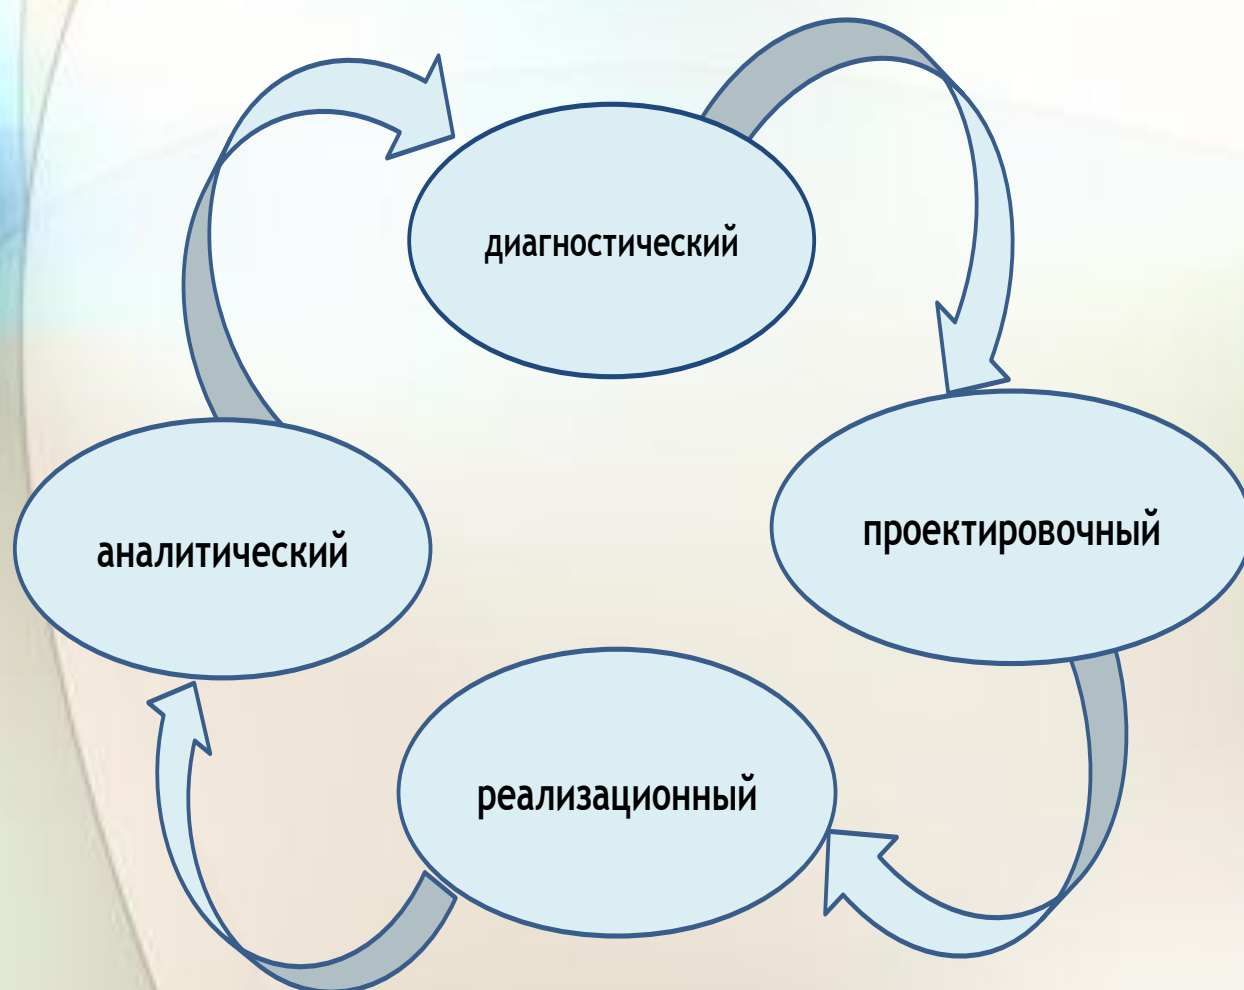 диагностический
проектировочный
аналитический
реализационный